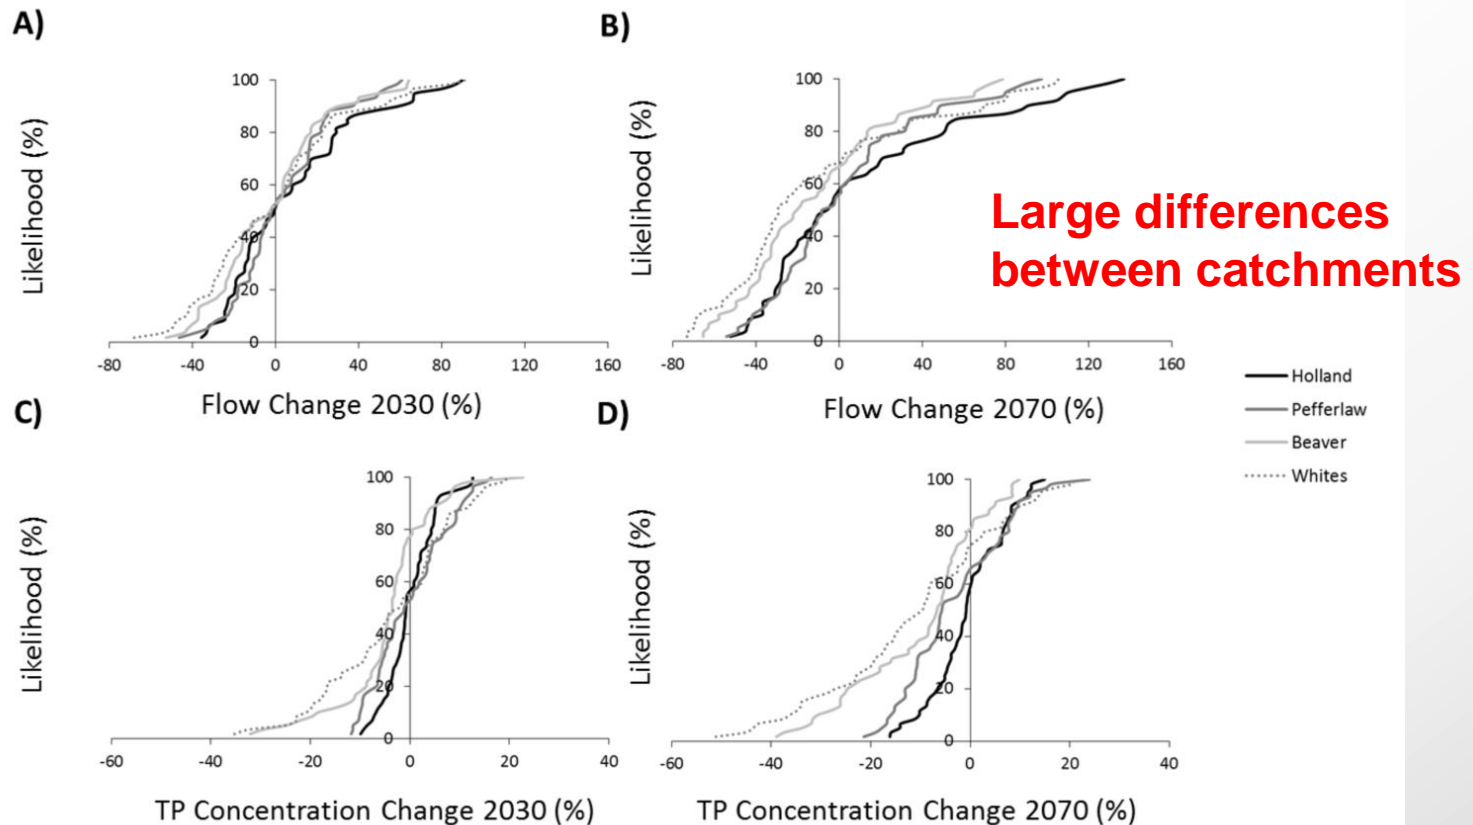 A)
B)
Likelihood (%)
100
80
60
40
20
0
-80
-40
0
40
80
120
160
Flow Change 2030 (%)
Likelihood (%)
100
80
60
40
20
0
-80
-40
0
40
80
120
160
Flow Change 2070 (%)
Large differences
between catchments
Holland
Pefferlaw
Beaver
Whites
C)
D)
Likelihood (%)
100
80
60
40
20
0
-60
-40
-20
0
20
40
TP Concentration Change 2030 (%)
Likelihood (%)
100
80
60
40
20
0
-60
-40
-20
0
20
40
TP Concentration Change 2070 (%)